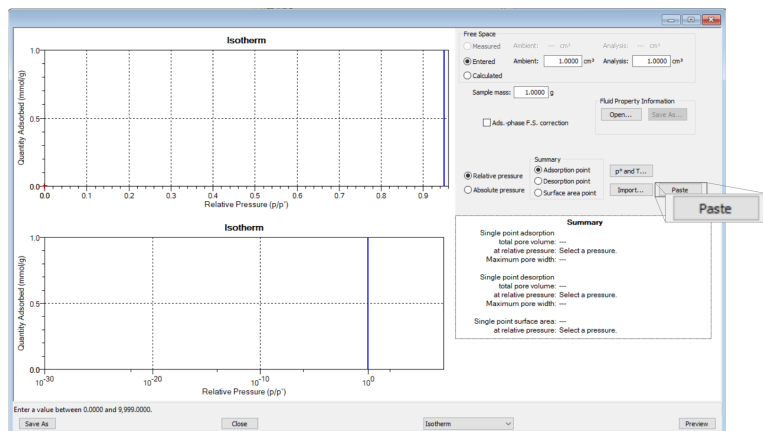 Isotherm
1.0
0.5
0.0
Quantity Adsorbed (mmol/g)
0.0 0.1 0.2 0.3 0.4 0.5 0.6 0.7 0.8 0.9
Relative Pressure (p/p°)
Isotherm
1.0
0.5
0.0
Quantity Adsorbed (mmol/g)
10-30 10-20 10-10 100
Relative Pressure (p/p°)
Free Space
Measured Ambient: --- cm³ Analysis: --- cm³
Entered Ambient: 1.0000 cm³ Analysis: 1.0000 cm³
Calculated
Sample mass: 1.0000 g
Fluid Property Information
Open... Save As...
Ads.-phase F.S. correction
Summary
Relative pressure
Absolute pressure
Adsorption point
Desorption point
Surface area point
p° and T...
Import... Paste
Paste
Summary
Single point adsorption
total pore volume: ---
at relative pressure: Select a pressure.
Maximum pore width: ---
Single point desorption
total pore volume: ---
at relative pressure: Select a pressure.
Maximum pore width: ---
Single point surface area: ---
at relative pressure: Select a pressure.
Enter a value between 0.0000 and 9,999.0000.
Save As Close Isotherm Preview